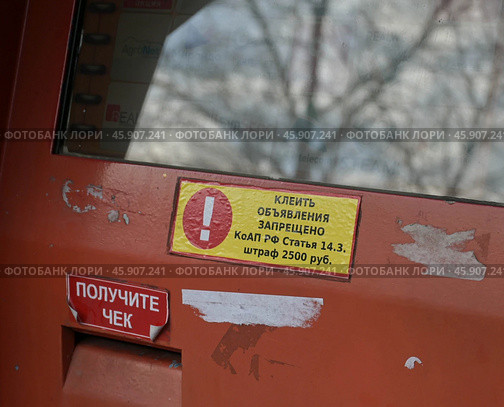 ФОТОБАНК ЛОРИ - 45.907.241 - ФОТОБАНК ЛОРИ - 45.907.241 - ФОТОБАНК ЛОРИ - 45.907.241
КЛЕИТЬ
ОБЪЯВЛЕНИЯ
ЗАПРЕЩЕНО
КоАП РФ Статья 14.3.
штраф 2500 руб.
ФОТОБАНК ЛОРИ - 45.907.241 - ФОТОБАНК ЛОРИ - 45.907.241 - ФОТОБАНК ЛОРИ - 45.907.241
ПОЛУЧИТЕ
ЧЕК